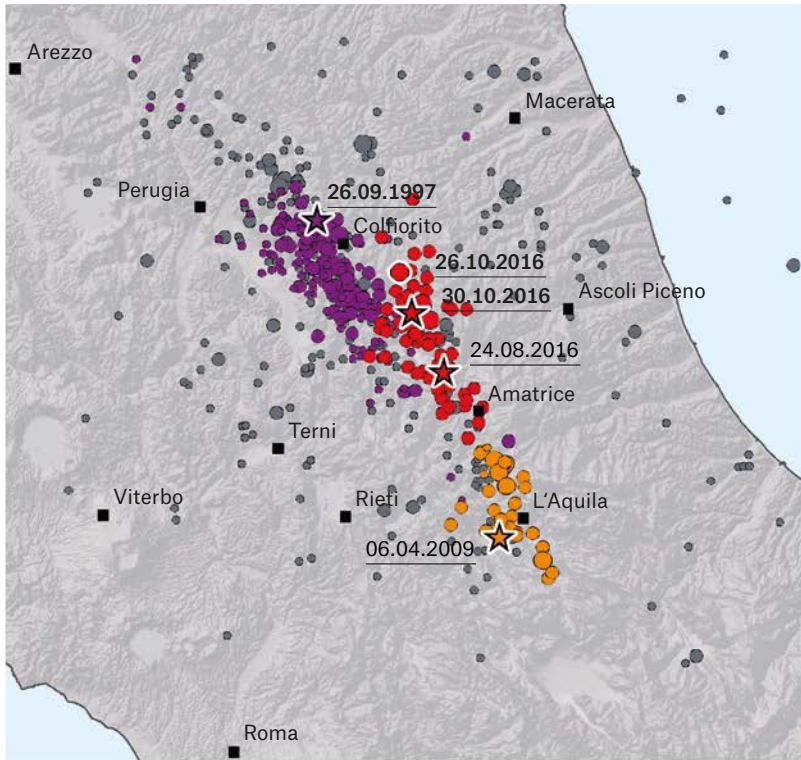 Arezzo
Macerata
Perugia
26.09.1997
Colfiorito
26.10.2016
30.10.2016
Ascoli Piceno
24.08.2016
Amatrice
Terni
Viterbo
Rieti
L'Aquila
06.04.2009
Roma